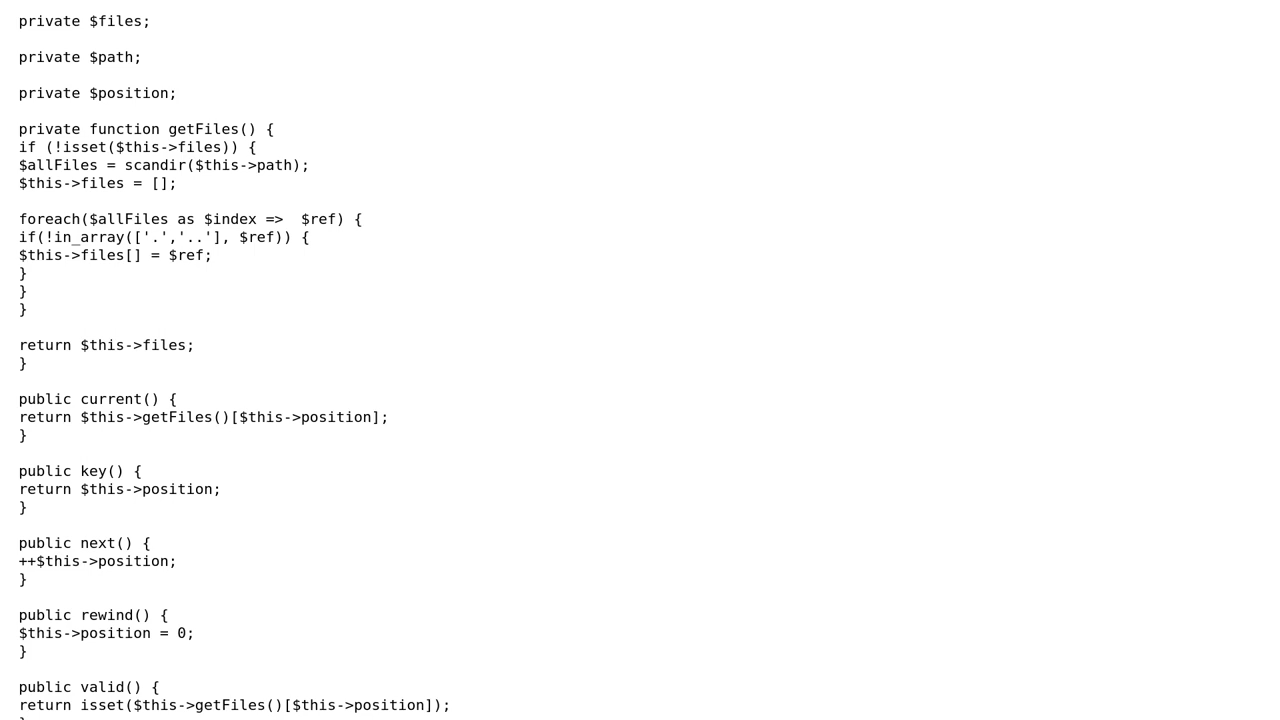 private $files;
private $path;
private $position;
private function getFiles() {
if (!isset($this->files)) {
$allFiles = scandir($this->path);
$this->files = [];
foreach($allFiles as $index =>  $ref) {
if(!in_array(['.','..'], $ref)) {
$this->files[] = $ref;
}
}
}
return $this->files;
}
public current() {
return $this->getFiles()[$this->position];
}
public key() {
return $this->position;
}
public next() {
++$this->position;
}
public rewind() {
$this->position = 0;
}
public valid() {
return isset($this->getFiles()[$this->position]);
}